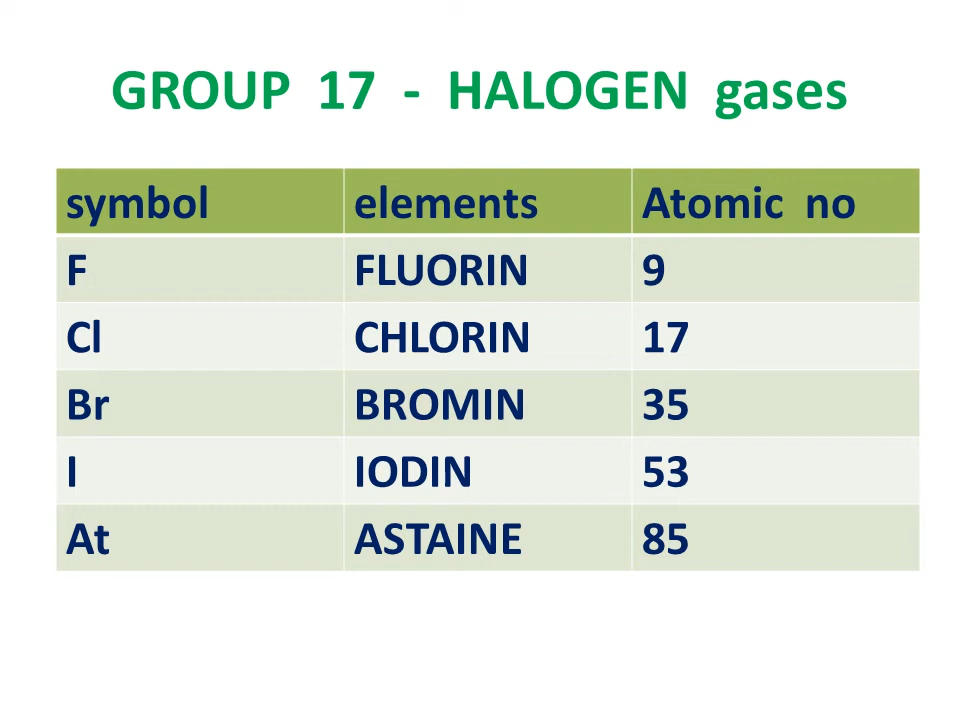 GROUP 17 - HALOGEN gases
symbol elements Atomic no
F FLUORIN 9
Cl CHLORIN 17
Br BROMIN 35
I IODIN 53
At ASTAINE 85